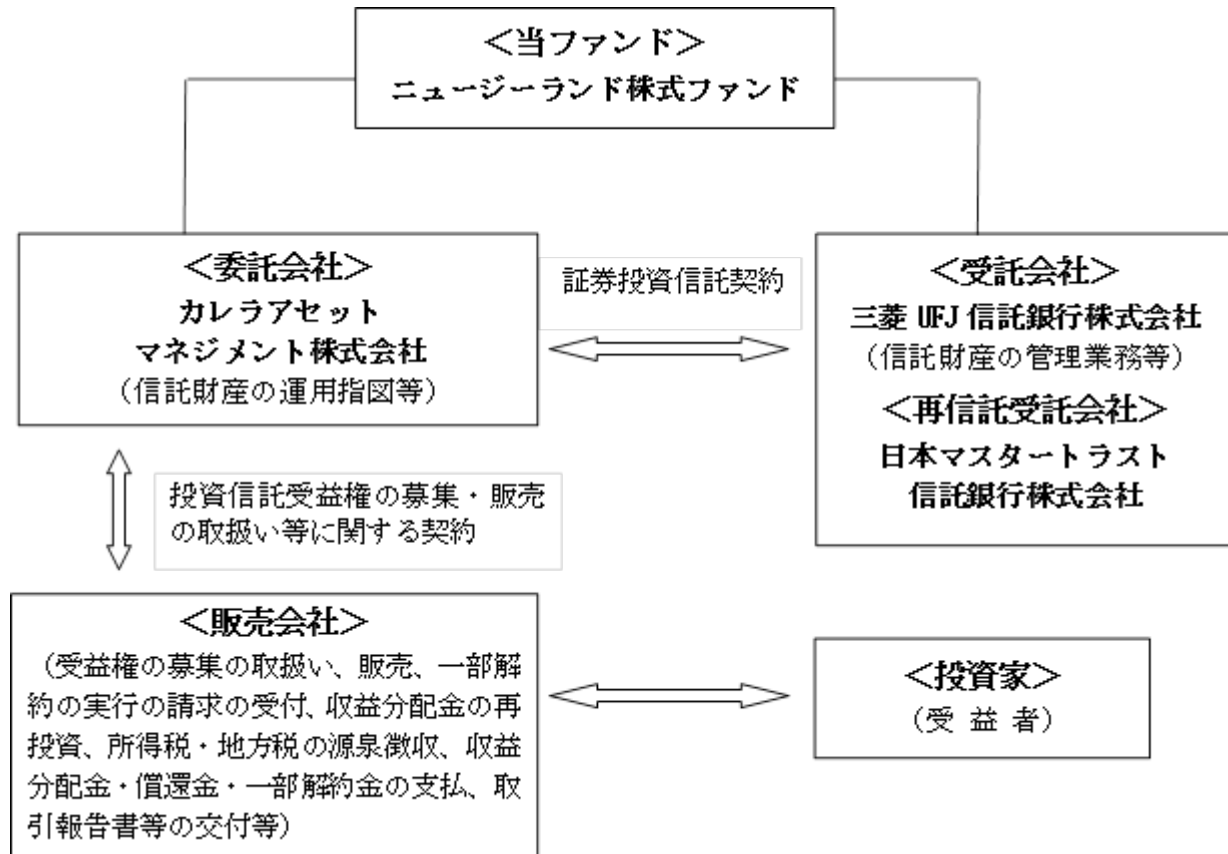 ＜当ファンド＞
ニュージーランド株式ファンド
＜委託会社＞
カレラアセット
マネジメント株式会社
（信託財産の運用指図等）
証券投資信託契約
＜受託会社＞
三菱 UFJ 信託銀行株式会社
（信託財産の管理業務等）
＜再信託受託会社＞
日本マスタートラスト
信託銀行株式会社
投資信託受益権の募集・販売
の取扱い等に関する契約
＜販売会社＞
（受益権の募集の取扱い、販売、一部解
約の実行の請求の受付、収益分配金の再
投資、所得税・地方税の源泉徴収、収益
分配金・償還金・一部解約金の支払、取
引報告書等の交付等）
＜投資家＞
（受 益 者）